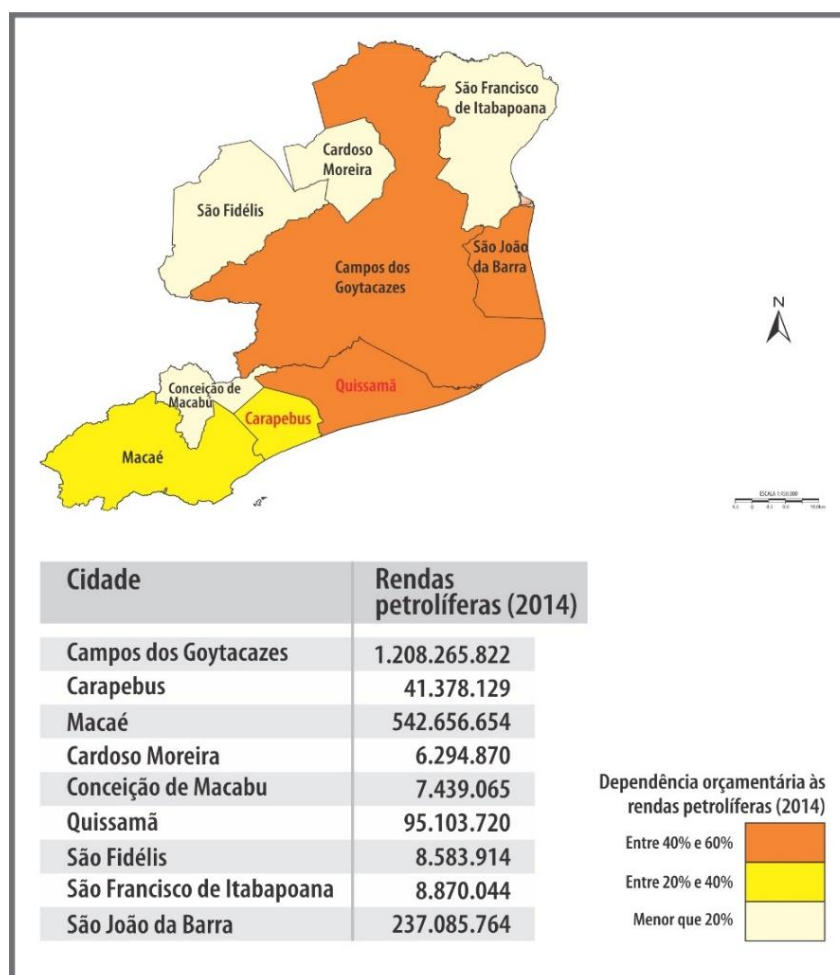 São Francisco
de Itabapoana
Cardoso
Moreira
São Fidélis
São João
da Barra
Campos dos
Goytacazes
N
Quissamã
Conceição de
Macabú
Carapebus
Macaé
Cidade
Rendas
petrolíferas (2014)
Campos dos Goytacazes 1.208.265.822
Carapebus 41.378.129
Macaé 542.656.654
Cardoso Moreira 6.294.870
Conceição de Macabu 7.439.065
Quissamã 95.103.720
São Fidélis 8.583.914
São Francisco de Itabapoana 8.870.044
São João da Barra 237.085.764
Dependência orçamentária às
rendas petrolíferas (2014)
Entre 40% e 60%
Entre 20% e 40%
Menor que 20%